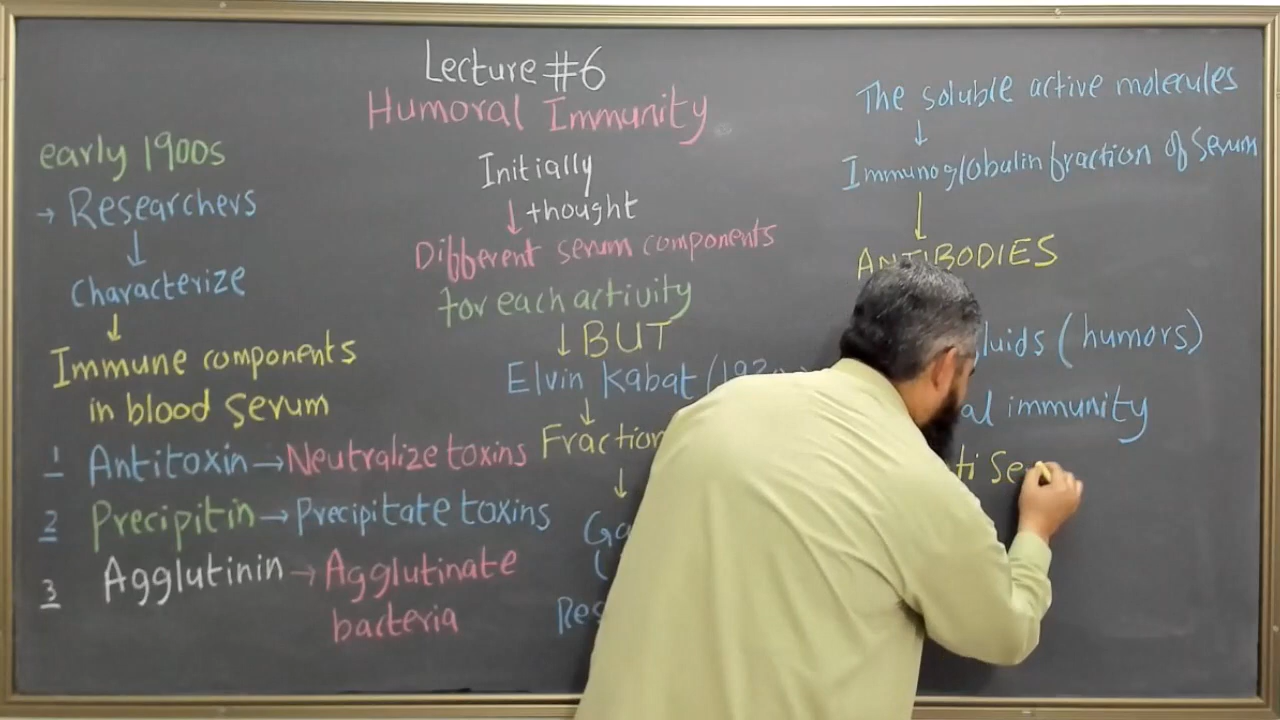 Lecture #6
Humoral Immunity
early 1900s
→ Researchers
↓
Characterize
↓
Immune components
in blood serum
1 Antitoxin → Neutralize toxins
2 Precipitin → Precipitate toxins
3 Agglutinin → Agglutinate
bacteria
Initially
↓ thought
Different serum components
for each activity
↓ BUT
Elvin Kabat
↓
Fraction
↓
The soluble active molecules
↓
Immunoglobulin fraction of serum
↓
ANTIBODIES
(humors)
immunity